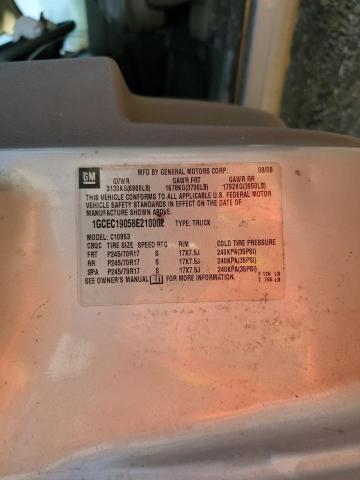 GM MFD BY GENERAL MOTORS CORP. 08/08
GVWR GAWR FRT GAWR RR
3130KG(6900LB) 1678KG(3700LB) 1792KG(3950LB)
THIS VEHICLE CONFORMS TO ALL APPLICABLE U.S. FEDERAL MOTOR
VEHICLE SAFETY AND THEFT PREVENTION STANDARDS IN EFFECT ON THE DATE OF
MANUFACTURE SHOWN ABOVE.
1GCEC19058E210002 TYPE: TRUCK
MODEL: C10953
TIRE SIZE SPEED RTG RIM COLD TIRE PRESSURE
FRT P245/70R17 S 17X7.5J 240KPA(35PSI)
RR P245/70R17 S 17X7.5J 240KPA(35PSI)
SPA P245/70R17 S 17X7.5J 240KPA(35PSI)
SEE OWNER'S MANUAL FOR MORE INFORMATION.